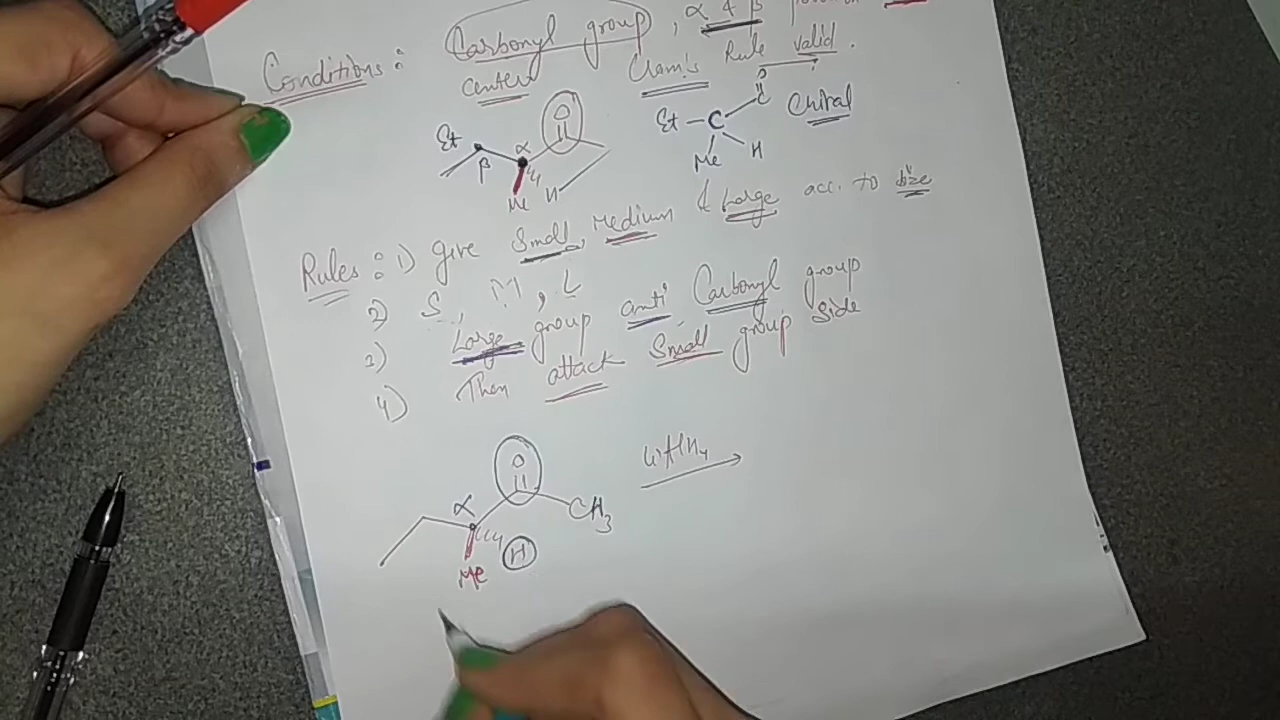 Conditions: Carbonyl group, α & β
center Cram's Rule valid.
Et β α O Me H
Et — C — C O Me H Chiral
Rules: 1) give Small, Medium & Large acc. to size
2) S, M, L
3) Large group anti Carbonyl group
4) Then attack Small group side
α O CH3 Me H
LiAlH4